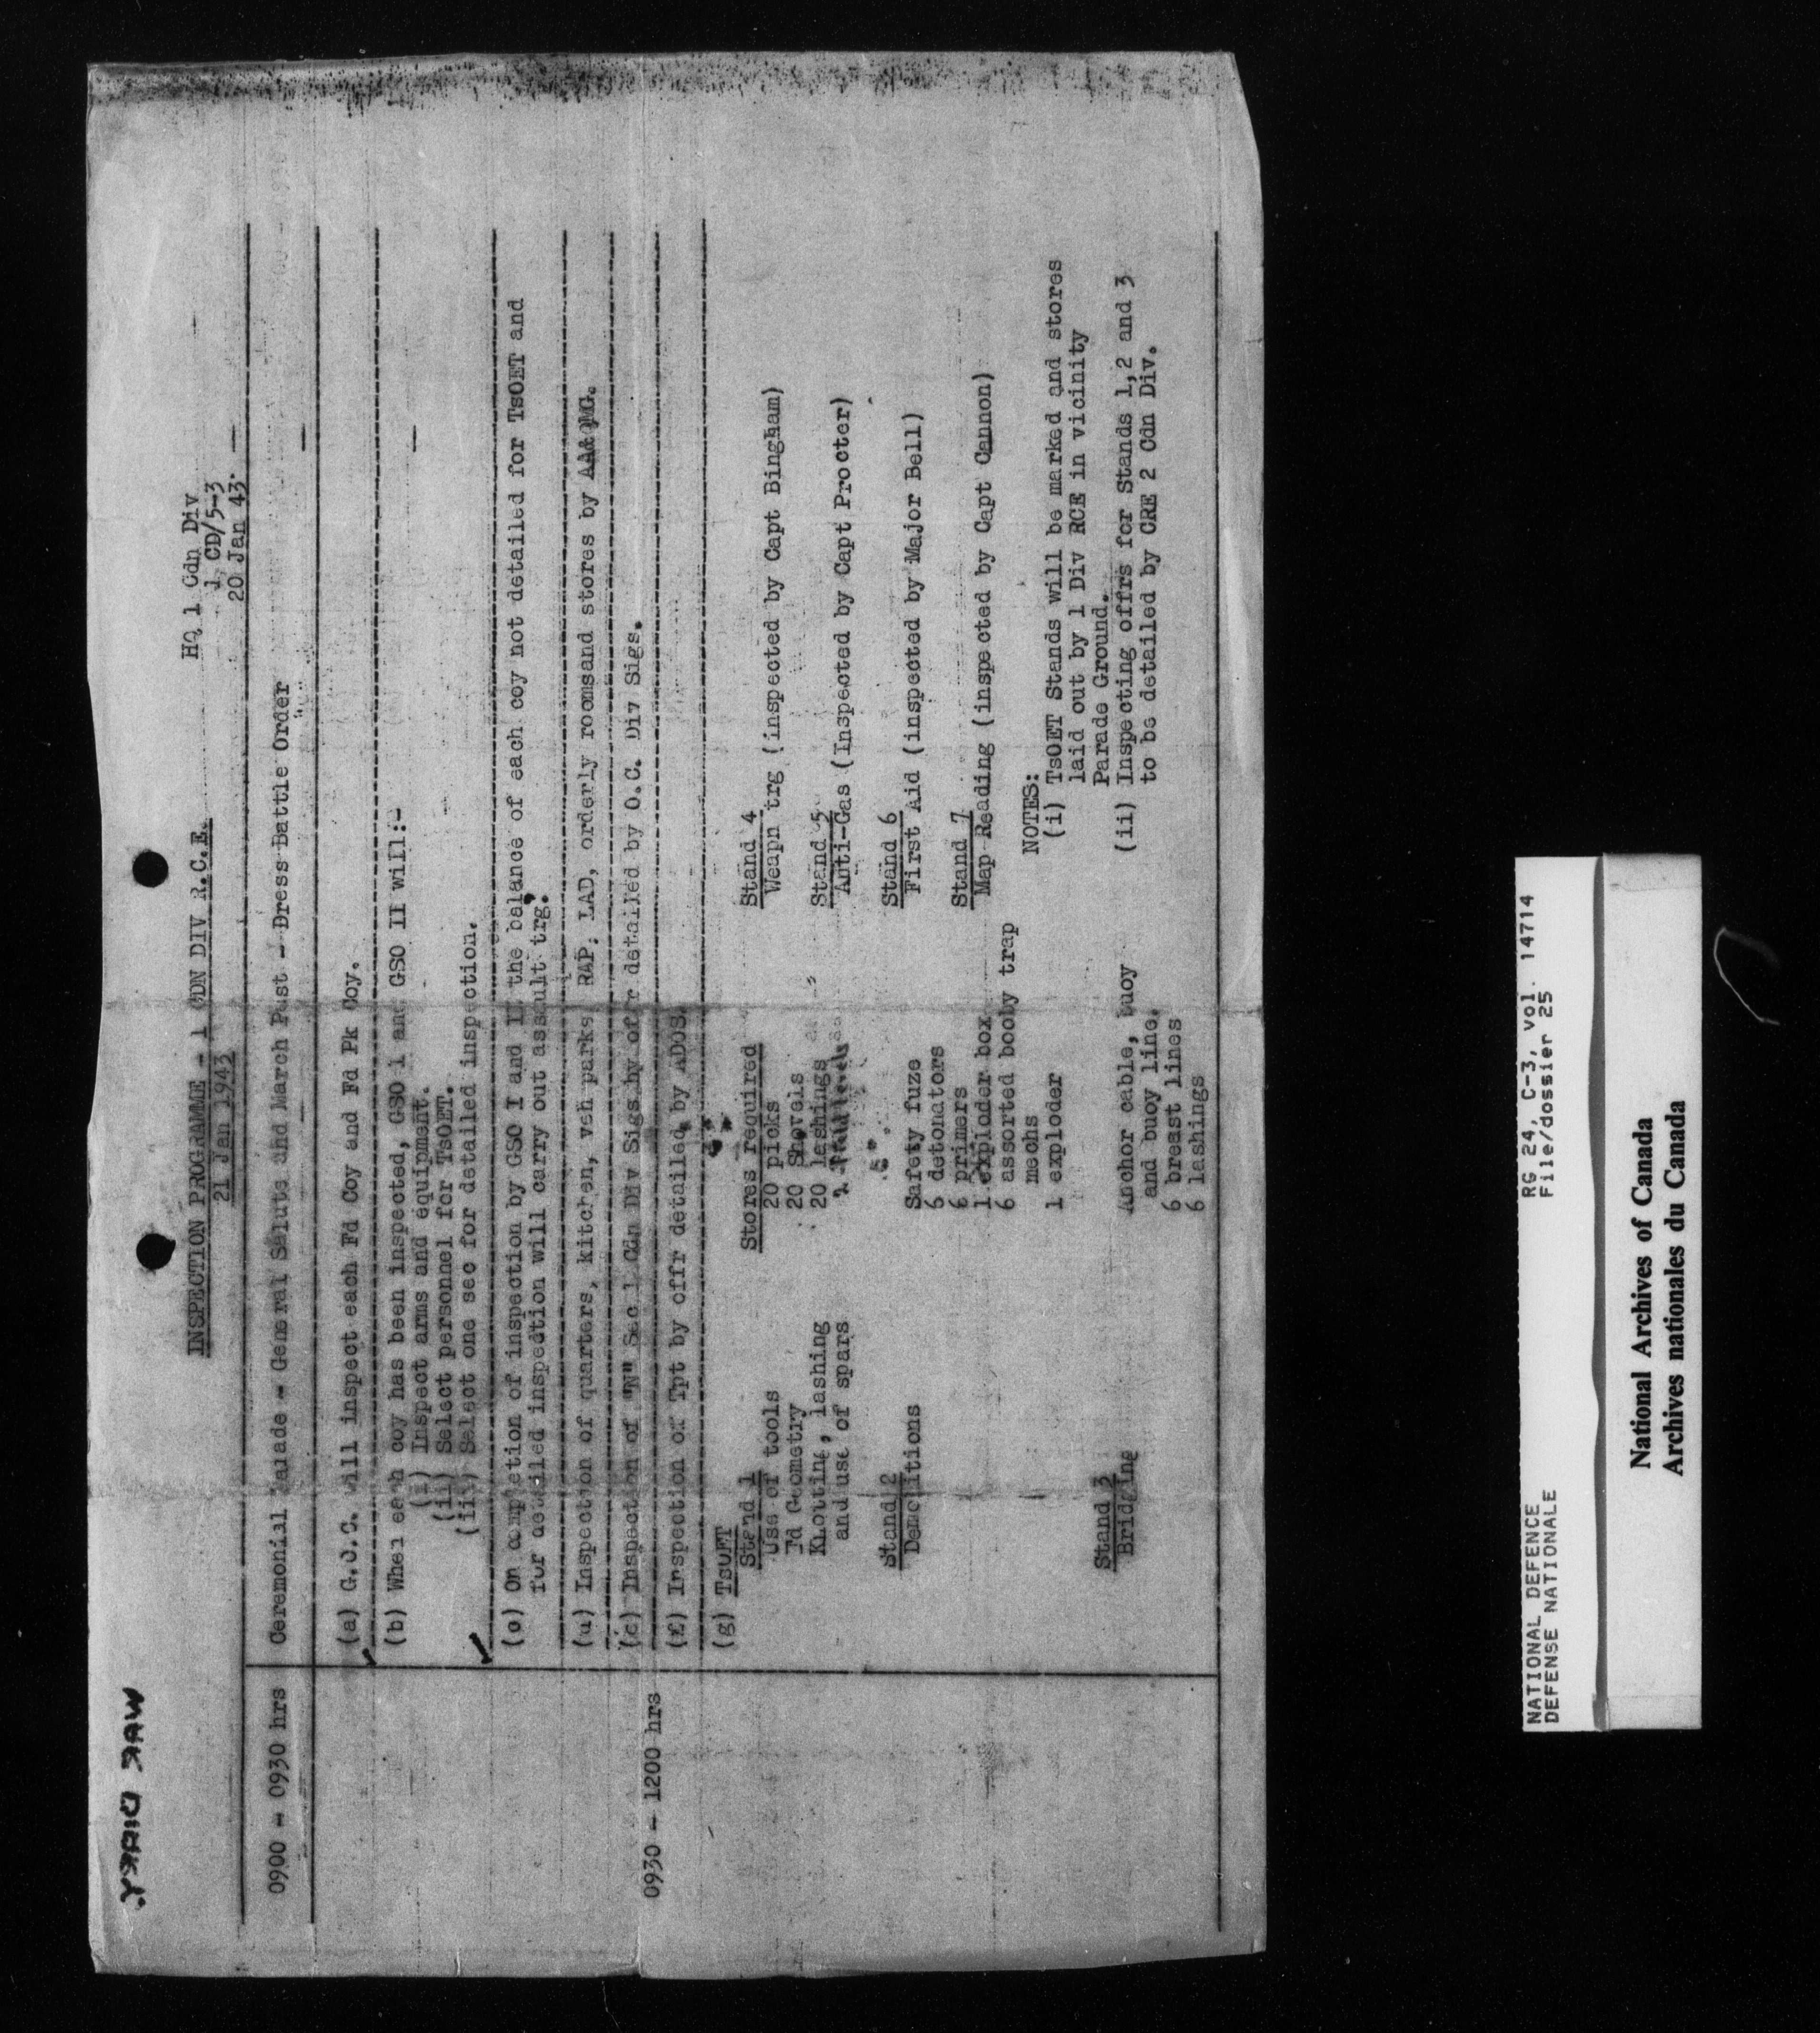 WAR DIARY.
HQ 1 Cdn Div
1 CD/5-3
20 Jan 43.
INSPECTION PROGRAMME - 1 CDN DIV R.C.E.
21 Jan 1943
0900 - 0930 hrs Ceremonial Parade - General Salute and March Past - Dress Battle Order
(a) G.O.C. will inspect each Fd Coy and Fd Pk Coy.
(b) When each coy has been inspected, GSO 1 and GSO II will:-
(i) Inspect arms and equipment.
(ii) Select personnel for TsOET.
(iii) Select one sec for detailed inspection.
(c) On completion of inspection by GSO I and II the balance of each coy not detailed for TsOET and
for detailed inspection will carry out assault trg.
(d) Inspection of quarters, kitchen, veh parks, RAP, LAD, orderly roomsand stores by AA&QMG.
0930 - 1200 hrs
(e) Inspection of "N" Sec 1 Cdn Div Sigs by offr detailed by O.C. Div Sigs.
(f) Inspection of Tpt by offr detailed by ADOS.
(g) TsOET
Stand 1
Use of tools
Fd Geometry
Knotting, lashing
and use of spars
Stores required
20 picks
20 Shovels
20 lashings
Stand 2
Demolitions
Safety fuze
6 detonators
6 primers
1 exploder box
6 assorted booby trap
mechs
1 exploder
Stand 3
Bridging
Anchor cable, buoy
and buoy line.
6 breast lines
6 lashings
Stand 4
Weapn trg (inspected by Capt Bingham)
Stand 5
Anti-Gas (Inspected by Capt Procter)
Stand 6
First Aid (inspected by Major Bell)
Stand 7
Map Reading (inspected by Capt Cannon)
NOTES:
(i) TsOET Stands will be marked and stores
laid out by 1 Div RCE in vicinity
Parade Ground.
(ii) Inspecting offrs for Stands 1,2 and 3
to be detailed by CRE 2 Cdn Div.
NATIONAL DEFENCE RG 24, C-3, vol. 14714
DEFENSE NATIONALE File/dossier 25
National Archives of Canada
Archives nationales du Canada